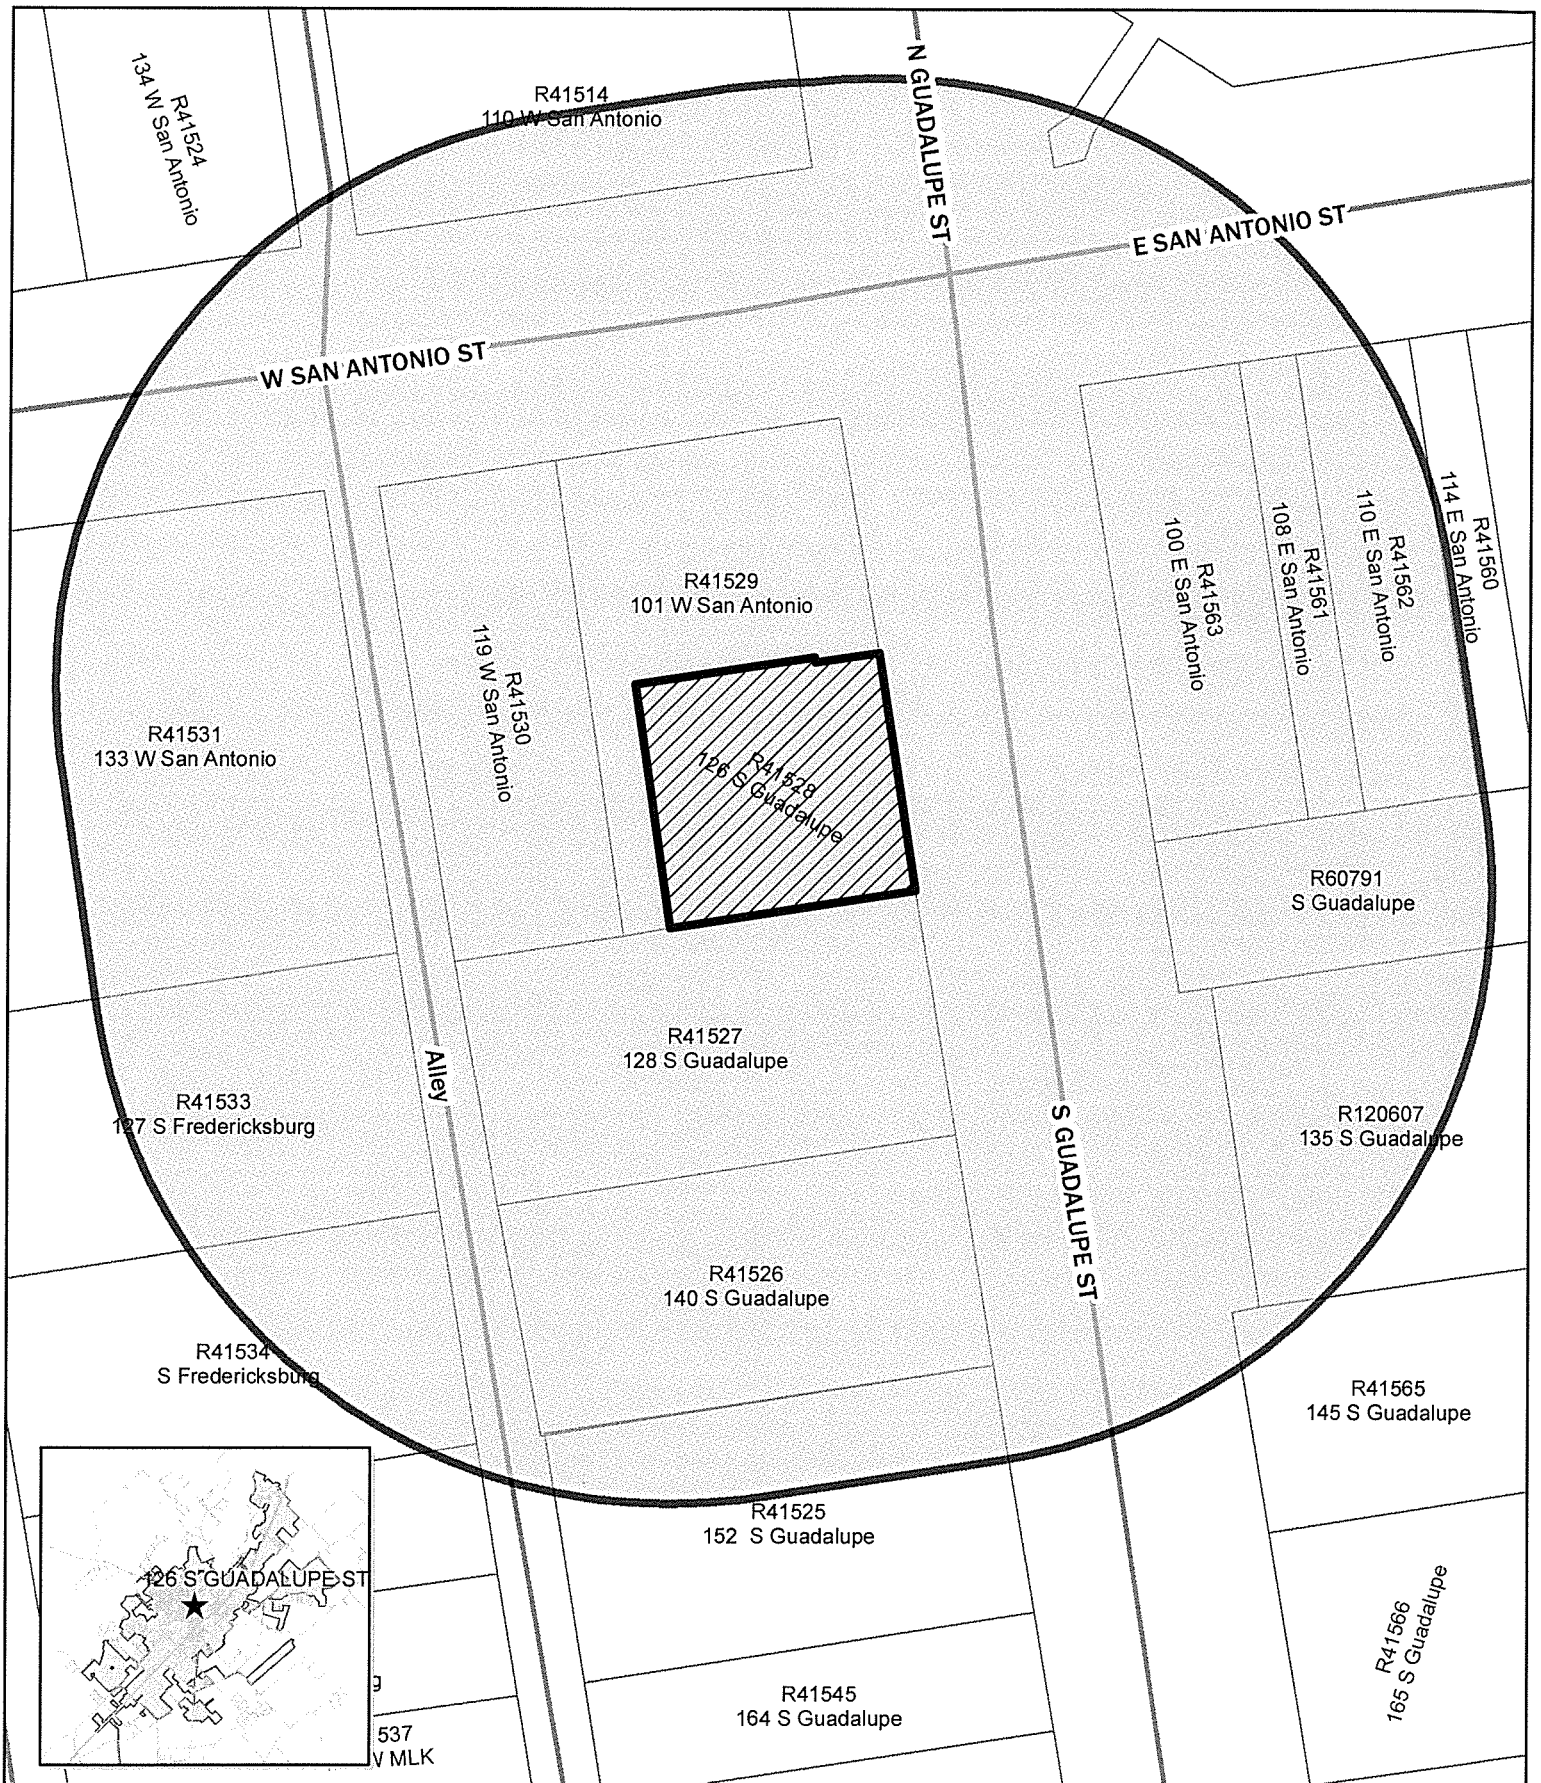 R41524
134 W San Antonio
R41514
110 W San Antonio
N GUADALUPE ST
E SAN ANTONIO ST
W SAN ANTONIO ST
R41529
101 W San Antonio
R41530
119 W San Antonio
R41563
100 E San Antonio
R41561
108 E San Antonio
R41562
110 E San Antonio
R41560
114 E San Antonio
R41531
133 W San Antonio
R41528
126 S Guadalupe
R60791
S Guadalupe
R41527
128 S Guadalupe
Alley
R41533
127 S Fredericksburg
S GUADALUPE ST
R120607
135 S Guadalupe
R41526
140 S Guadalupe
R41534
S Fredericksburg
R41565
145 S Guadalupe
R41525
152 S Guadalupe
126 S GUADALUPE ST
R41566
165 S Guadalupe
R41545
164 S Guadalupe
g
537
W MLK